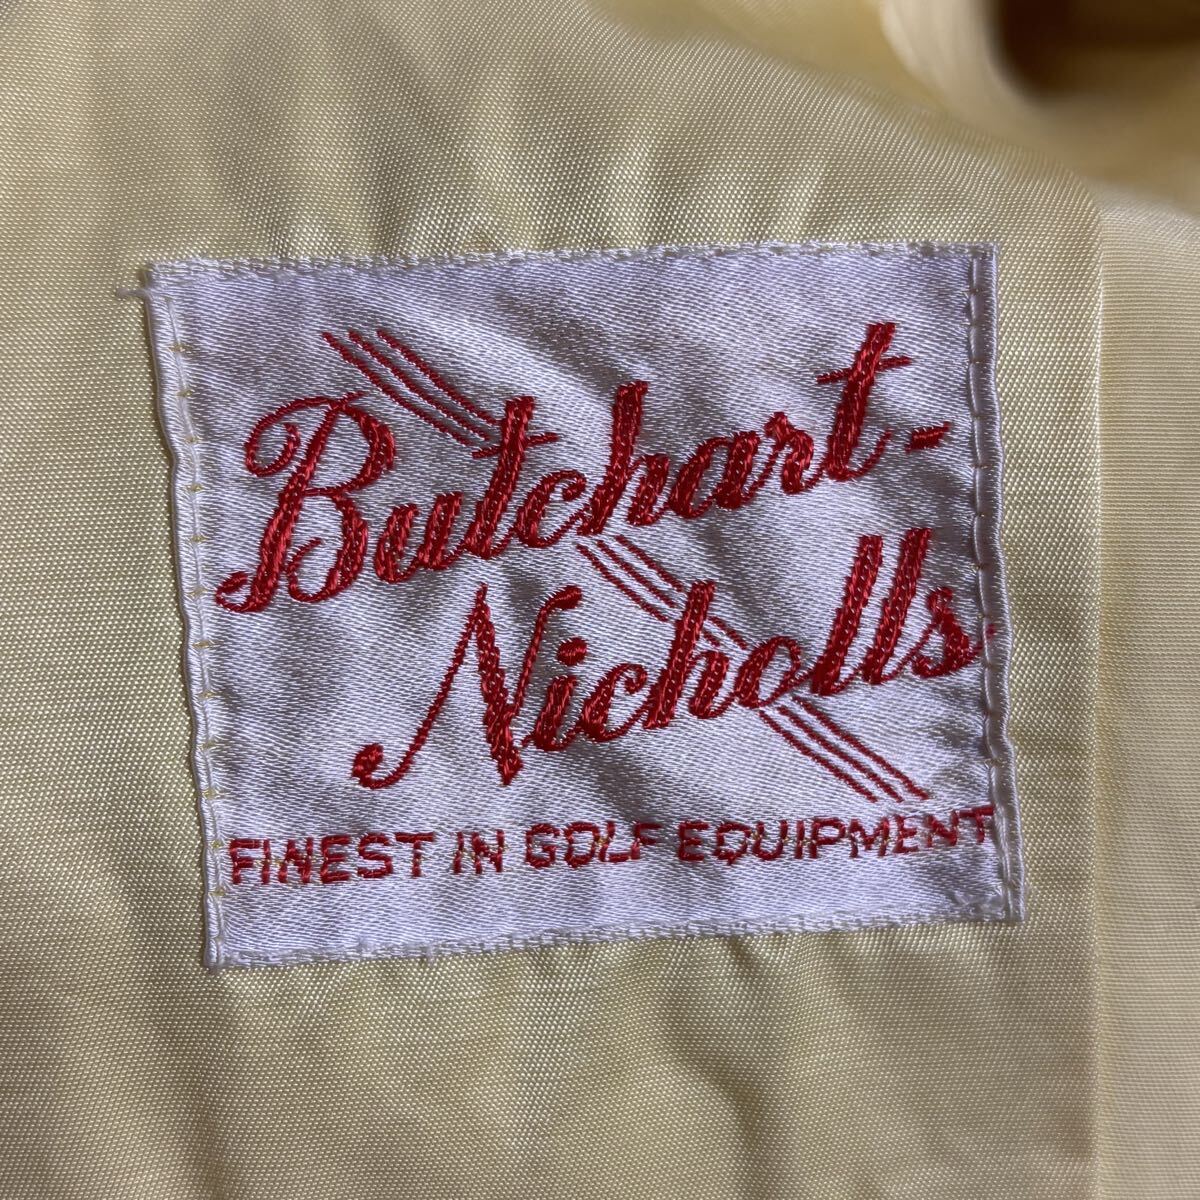 Butchart-
Nicholls
FINEST IN GOLF EQUIPMENT